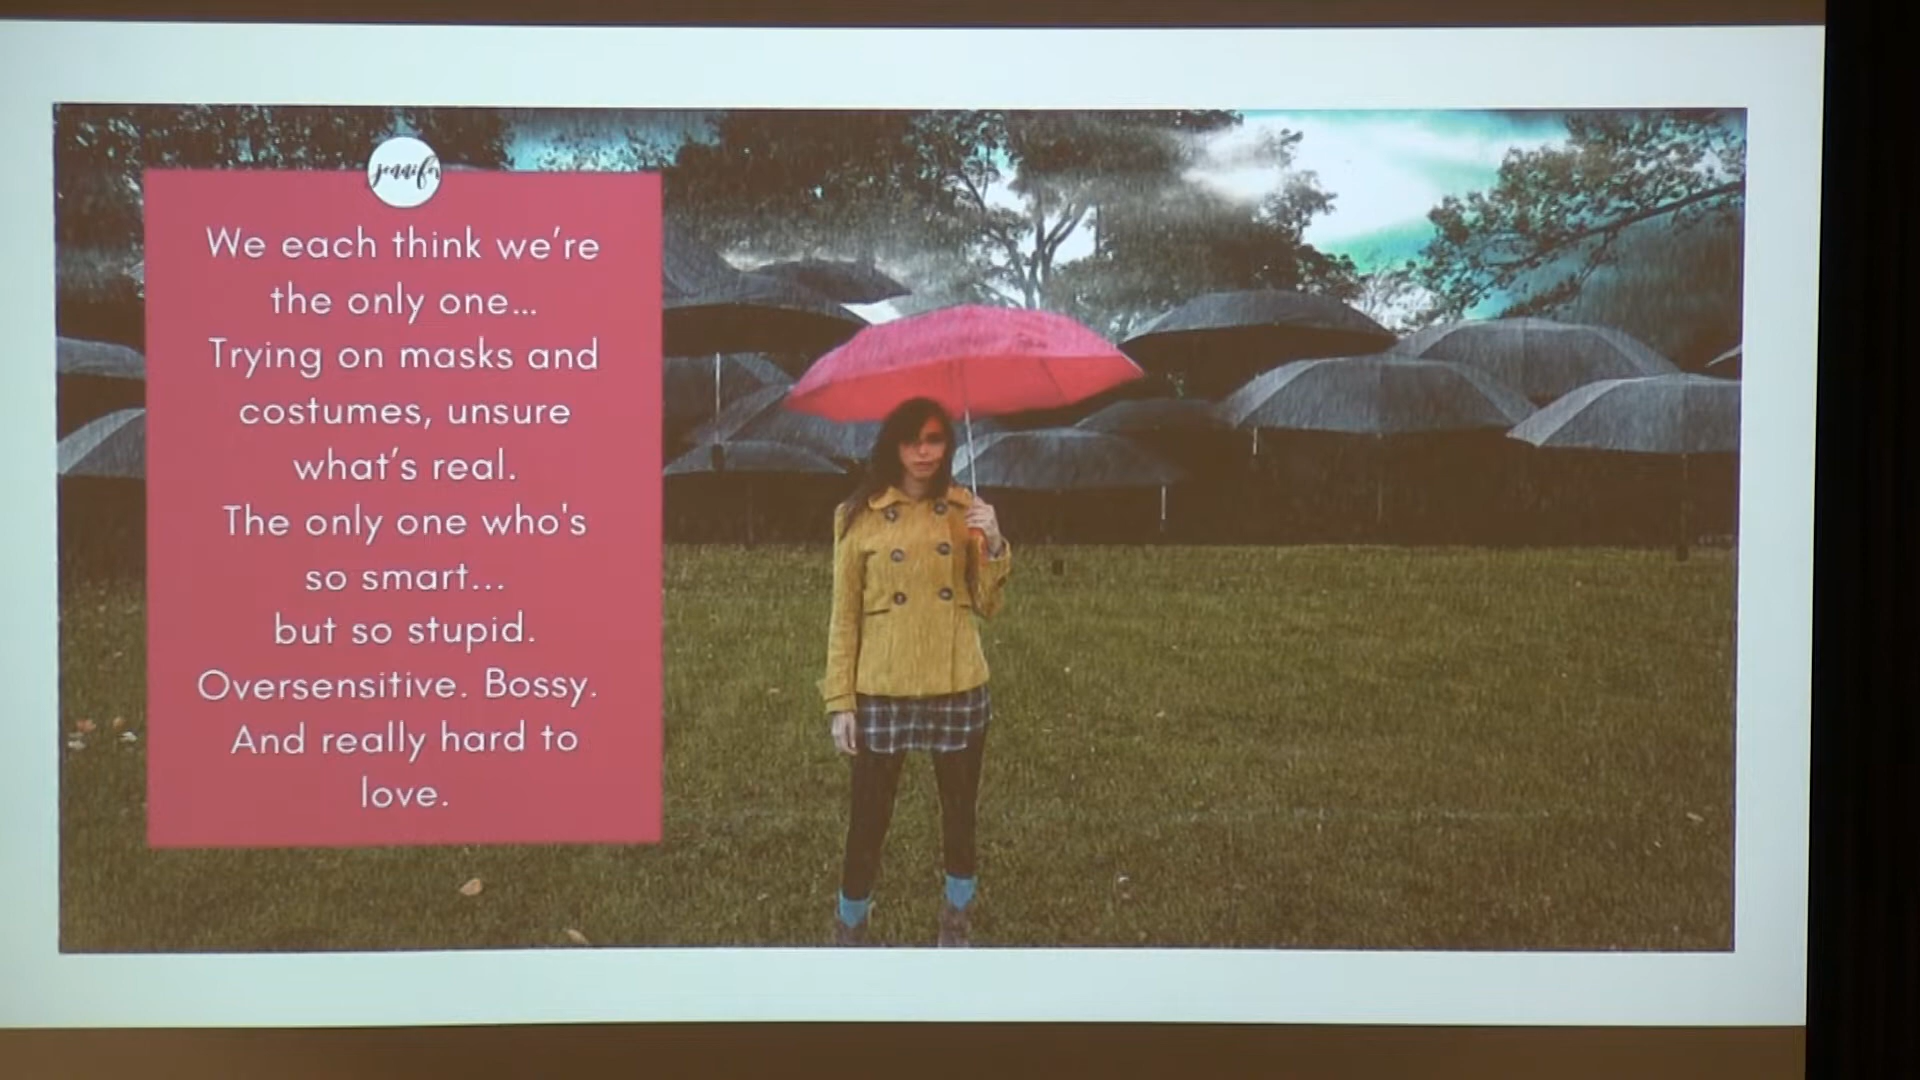 jennifer
We each think we’re
the only one...
Trying on masks and
costumes, unsure
what’s real.
The only one who's
so smart...
but so stupid.
Oversensitive. Bossy.
And really hard to
love.